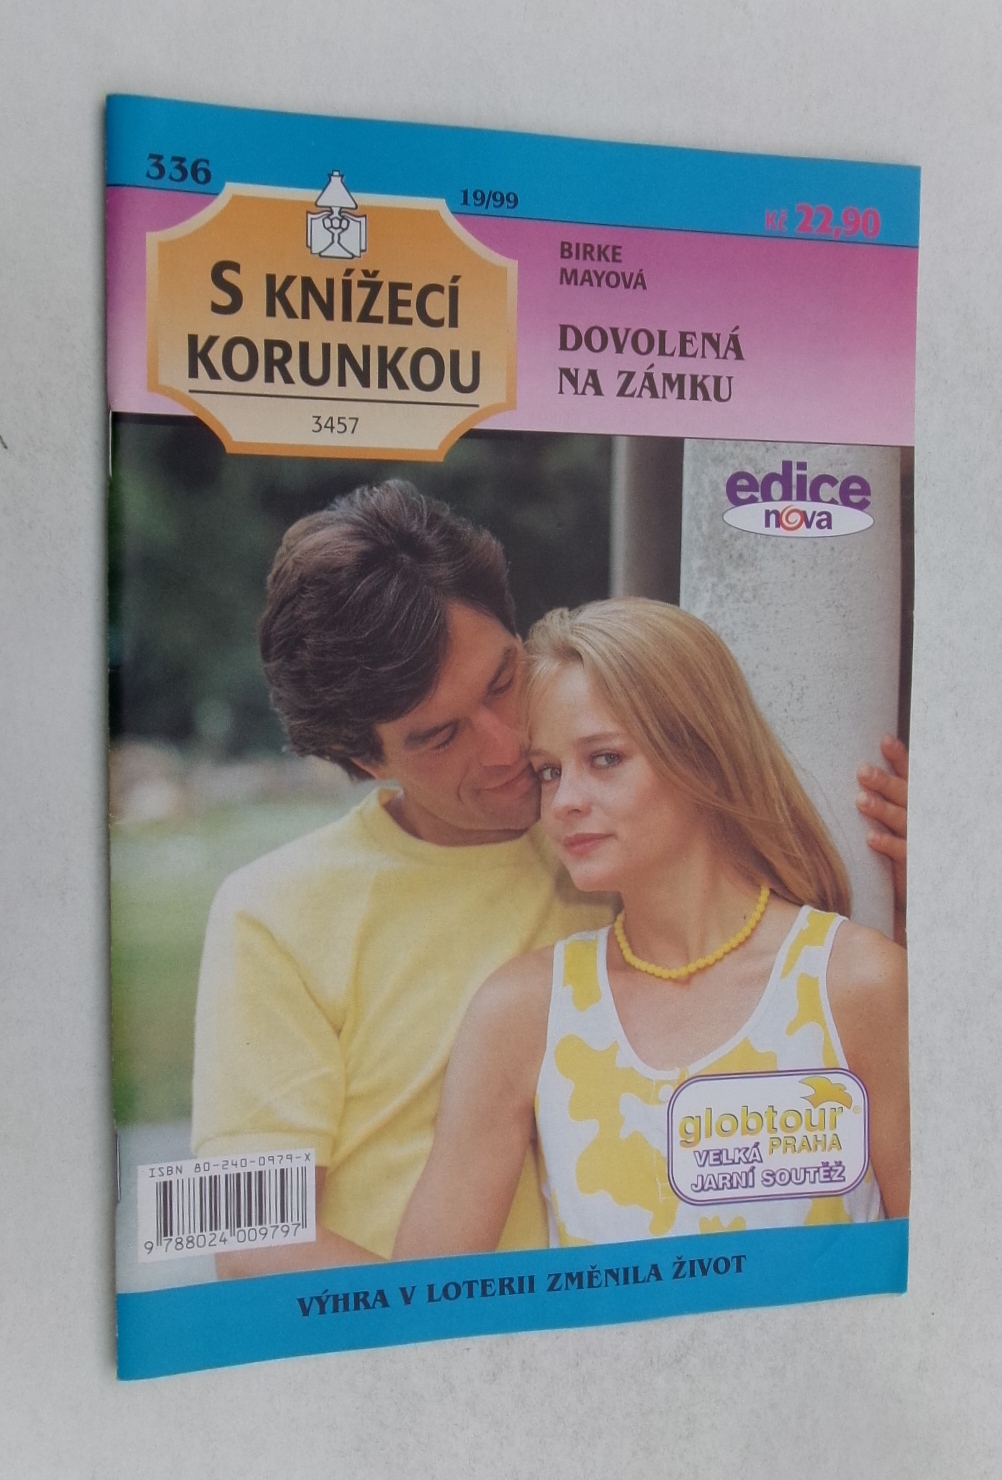 336
19/99
Kč 22,90
S KNÍŽECÍ
KORUNKOU
3457
BIRKE
MAYOVÁ
DOVOLENÁ
NA ZÁMKU
edice
nova
globtour®
PRAHA
VELKÁ
JARNÍ SOUTĚŽ
ISBN 80-240-0979-X
9 788024 009797
VÝHRA V LOTERII ZMĚNILA ŽIVOT